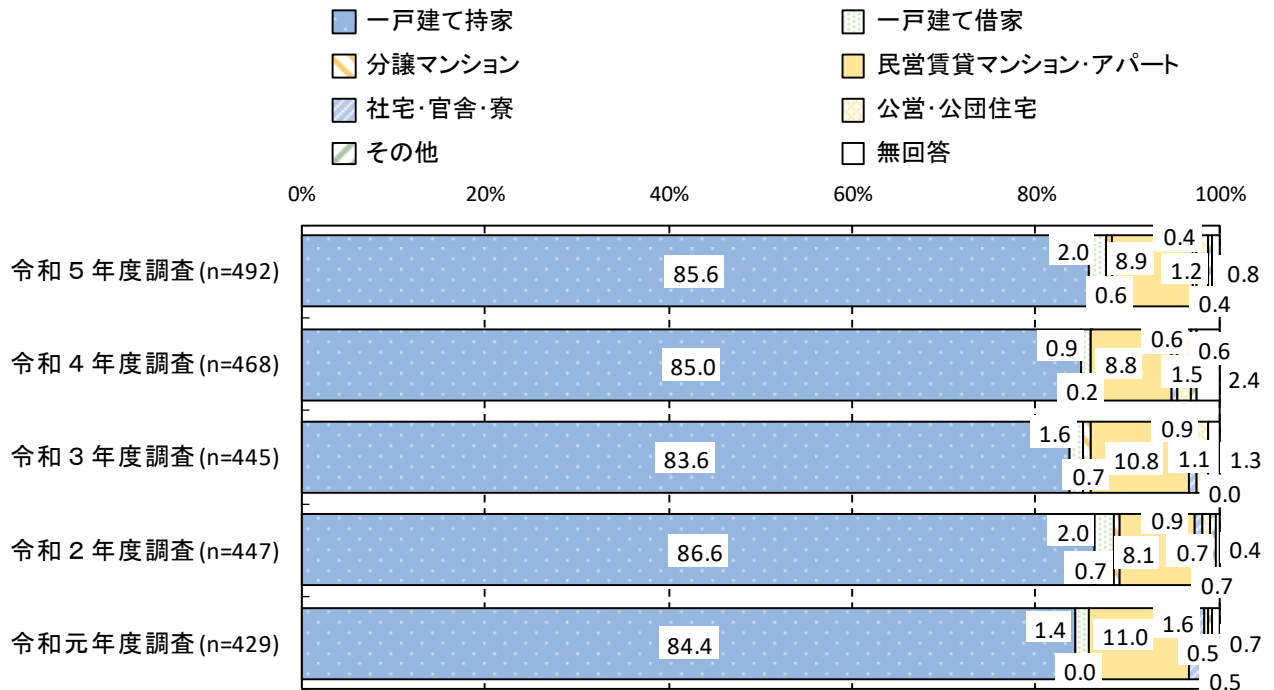 一戸建て持家 一戸建て借家
分譲マンション 民営賃貸マンション・アパート
社宅・官舎・寮 公営・公団住宅
その他 無回答
0% 20% 40% 60% 80% 100%
令和５年度調査(n=492) 85.6 2.0 0.6 8.9 0.4 1.2 0.4 0.8
令和４年度調査(n=468) 85.0 0.9 0.2 8.8 0.6 1.5 0.6 2.4
令和３年度調査(n=445) 83.6 1.6 0.7 10.8 0.9 1.1 0.0 1.3
令和２年度調査(n=447) 86.6 2.0 0.7 8.1 0.9 0.7 0.7 0.4
令和元年度調査(n=429) 84.4 1.4 0.0 11.0 1.6 0.5 0.5 0.7